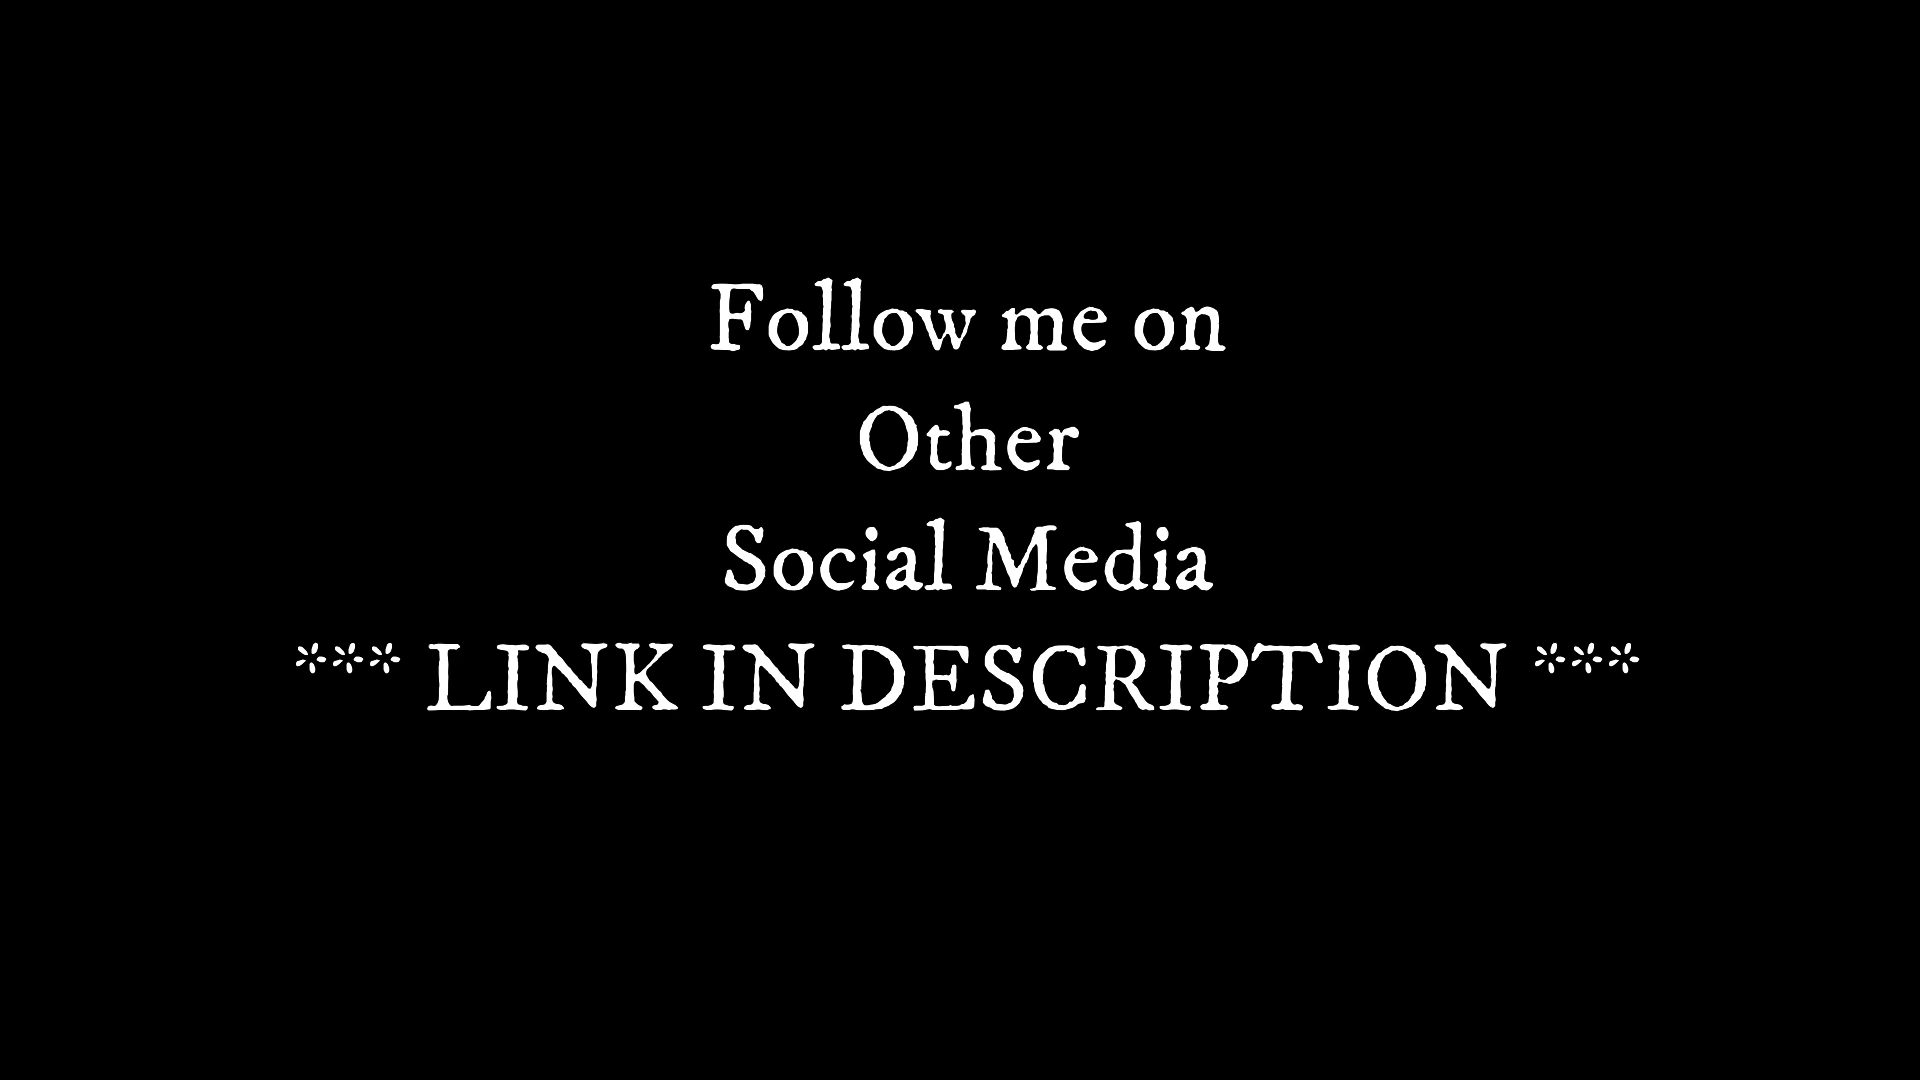 Follow me on
Other
Social Media
*** LINK IN DESCRIPTION ***